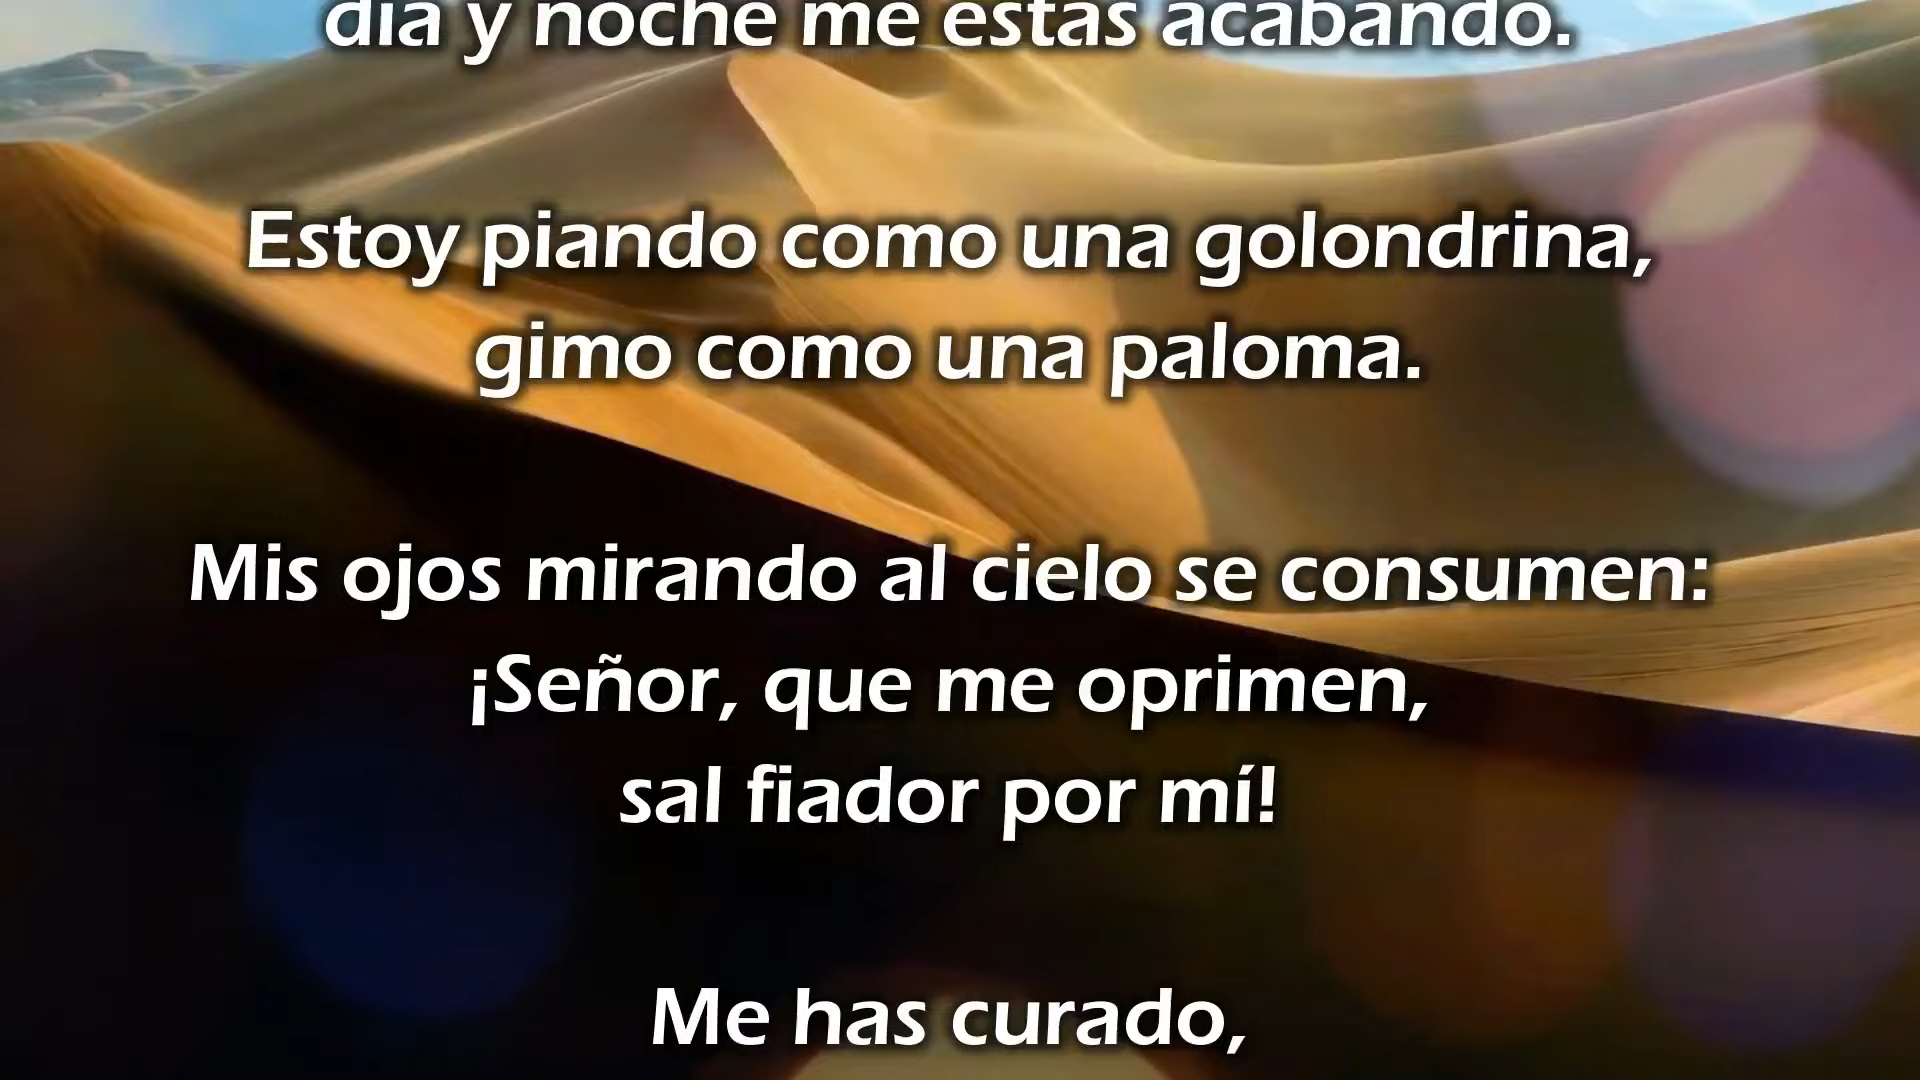 día y noche me estás acabando.
Estoy piando como una golondrina,
gimo como una paloma.
Mis ojos mirando al cielo se consumen:
¡Señor, que me oprimen,
sal fiador por mí!
Me has curado,